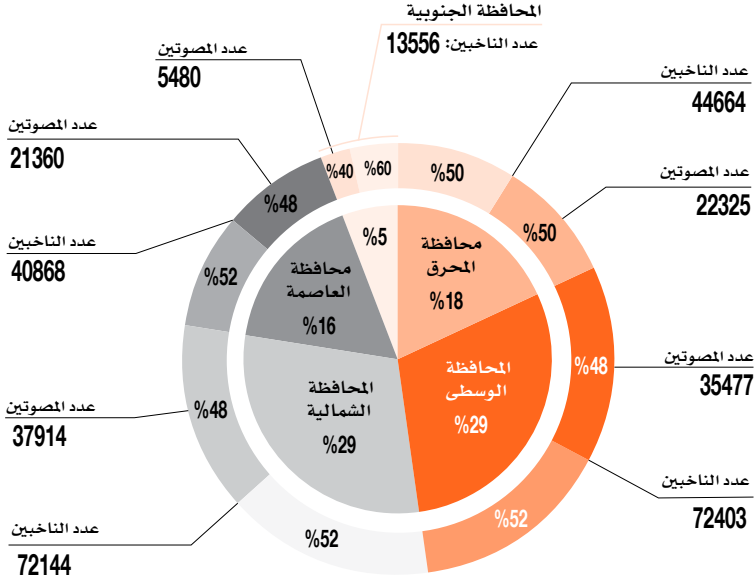 المحافظة الجنوبية
عدد الناخبين: 13556
عدد المصوتين
5480
عدد الناخبين
44664
عدد المصوتين
21360
عدد المصوتين
22325
عدد الناخبين
40868
عدد المصوتين
35477
عدد المصوتين
37914
عدد الناخبين
72403
عدد الناخبين
72144
%40
%60
%50
%50
%48
%52
%48
%52
%48
%52
%5
محافظة
المحرق
%18
محافظة
العاصمة
%16
المحافظة
الوسطى
%29
المحافظة
الشمالية
%29